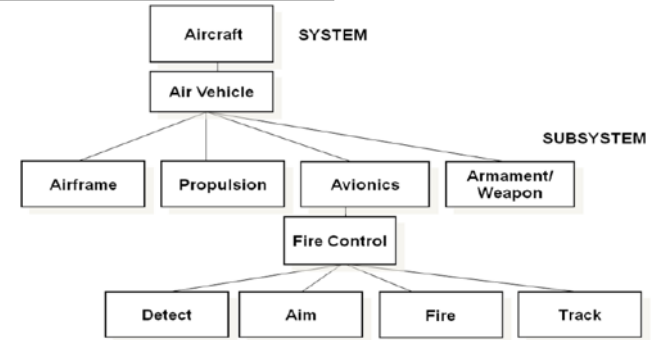 Aircraft
SYSTEM
Air Vehicle
SUBSYSTEM
Airframe
Propulsion
Avionics
Armament/
Weapon
Fire Control
Detect
Aim
Fire
Track